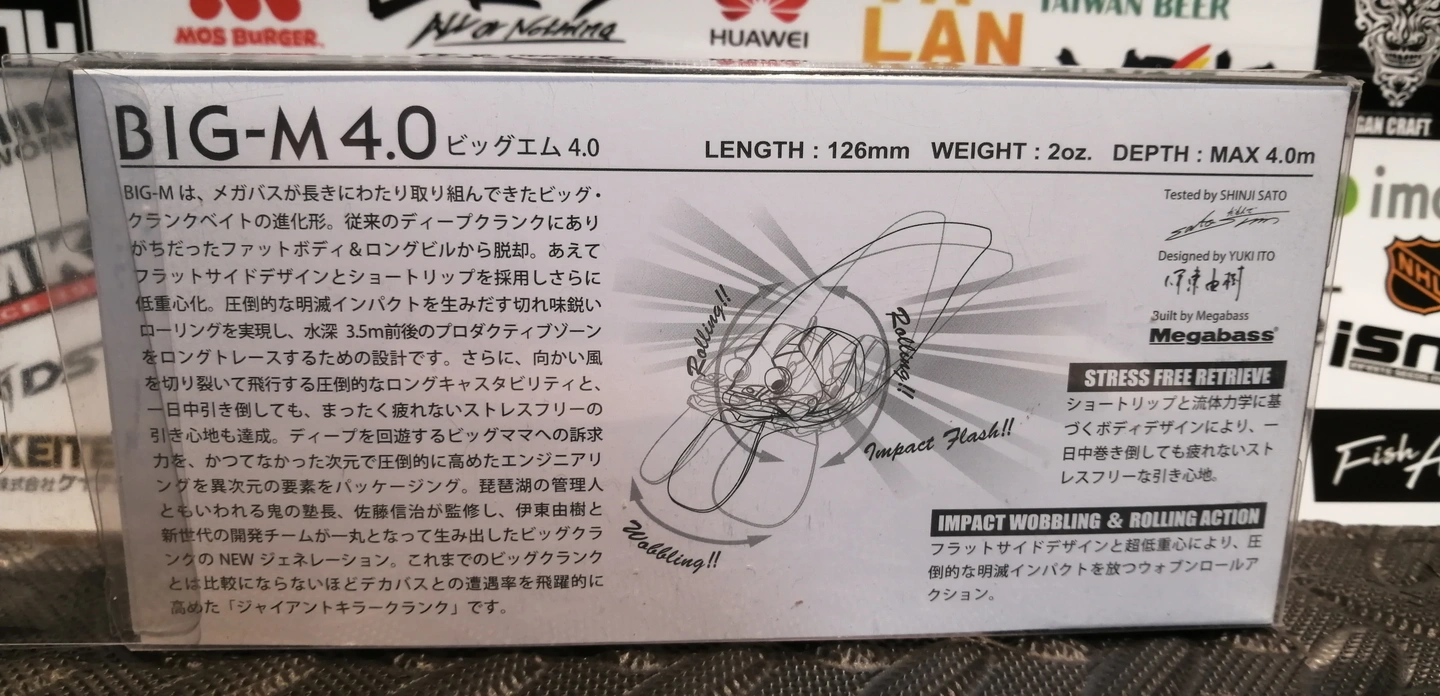 MOS BURGER
All or Nothing
HUAWEI
LAN
TAIWAN BEER
GAN CRAFT
BIG-M 4.0 ビッグエム 4.0
LENGTH : 126mm WEIGHT : 2oz. DEPTH : MAX 4.0m
BIG-M は、メガバスが長きにわたり取り組んできたビッグ・
クランクベイトの進化形。従来のディープクランクにあり
がちだったファットボディ＆ロングビルから脱却。あえて
フラットサイドデザインとショートリップを採用しさらに
低重心化。圧倒的な明滅インパクトを生みだす切れ味鋭い
ローリングを実現し、水深 3.5m前後のプロダクティブゾーン
をロングトレースするための設計です。さらに、向かい風
を切り裂いて飛行する圧倒的なロングキャスタビリティと、
一日中引き倒しても、まったく疲れないストレスフリーの
引き心地も達成。ディープを回遊するビッグママへの訴求
力を、かつてなかった次元で圧倒的に高めたエンジニアリ
ングを異次元の要素をパッケージング。琵琶湖の管理人
ともいわれる鬼の塾長、佐藤信治が監修し、伊東由樹と
新世代の開発チームが一丸となって生み出したビッグクラ
ンクの NEW ジェネレーション。これまでのビッグクランク
とは比較にならないほどデカバスとの遭遇率を飛躍的に
高めた「ジャイアントキラークランク」です。
Rolling!!
Rolling!!
Impact Flash!!
Wobbling!!
Tested by SHINJI SATO
Designed by YUKI ITO
伊東由樹
Built by Megabass
Megabass®
STRESS FREE RETRIEVE
ショートリップと流体力学に基
づくボディデザインにより、一
日中巻き倒しても疲れないスト
レスフリーな引き心地。
IMPACT WOBBLING & ROLLING ACTION
フラットサイドデザインと超低重心により、圧
倒的な明滅インパクトを放つウォブンロールア
クション。
NHL
Fish